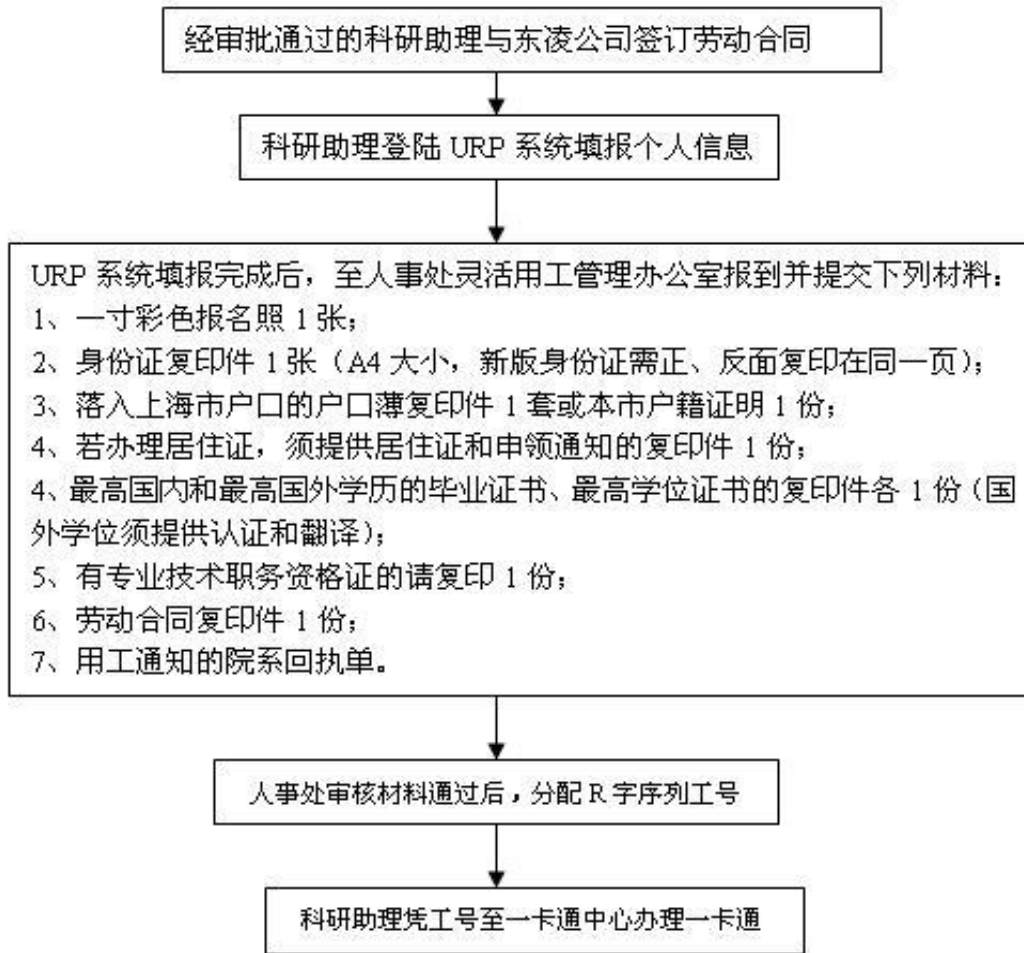 经审批通过的科研助理与东凌公司签订劳动合同
科研助理登陆 URP 系统填报个人信息
URP 系统填报完成后，至人事处灵活用工管理办公室报到并提交下列材料：
1、一寸彩色报名照 1 张；
2、身份证复印件 1 张（A4 大小，新版身份证需正、反面复印在同一页）；
3、落入上海市户口的户口薄复印件 1 套或本市户籍证明 1 份；
4、若办理居住证，须提供居住证和申领通知的复印件 1 份；
4、最高国内和最高国外学历的毕业证书、最高学位证书的复印件各 1 份（国
外学位须提供认证和翻译）；
5、有专业技术职务资格证的请复印 1 份；
6、劳动合同复印件 1 份；
7、用工通知的院系回执单。
人事处审核材料通过后，分配 R 字序列工号
科研助理凭工号至一卡通中心办理一卡通